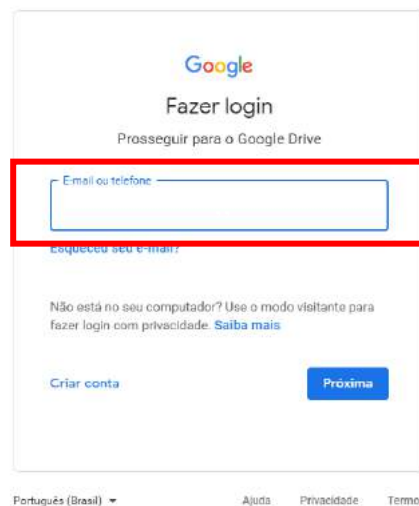 Google
Fazer login
Prosseguir para o Google Drive
E-mail ou telefone
Esqueceu seu e-mail?
Não está no seu computador? Use o modo visitante para
fazer login com privacidade. Saiba mais
Criar conta Próxima
Português (Brasil) Ajuda Privacidade Termo